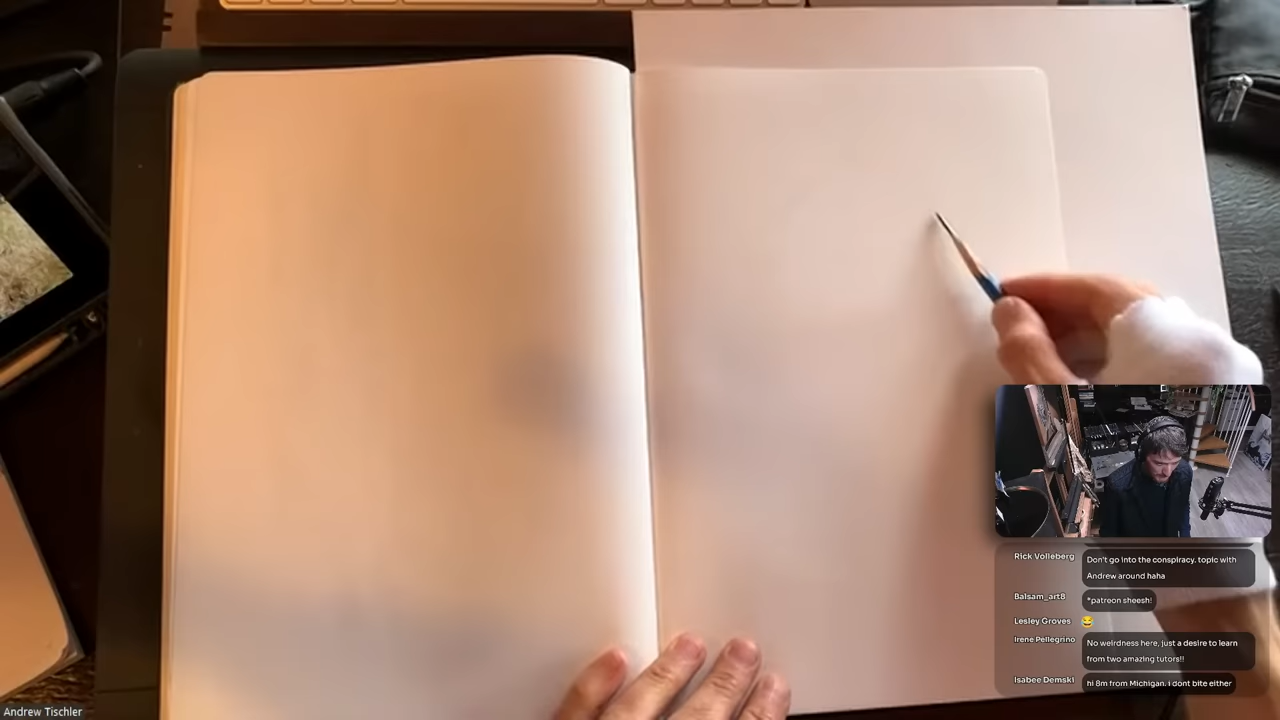 Rick Volleberg
Don't go into the conspiracy. topic with
Andrew around haha
Balsam_art8
*patreon sheesh!
Lesley Groves 😂
Irene Pellegrino
No weirdness here, just a desire to learn
from two amazing tutors!!
Isabee Demski
hi 8m from Michigan. i dont bite either
Andrew Tischler